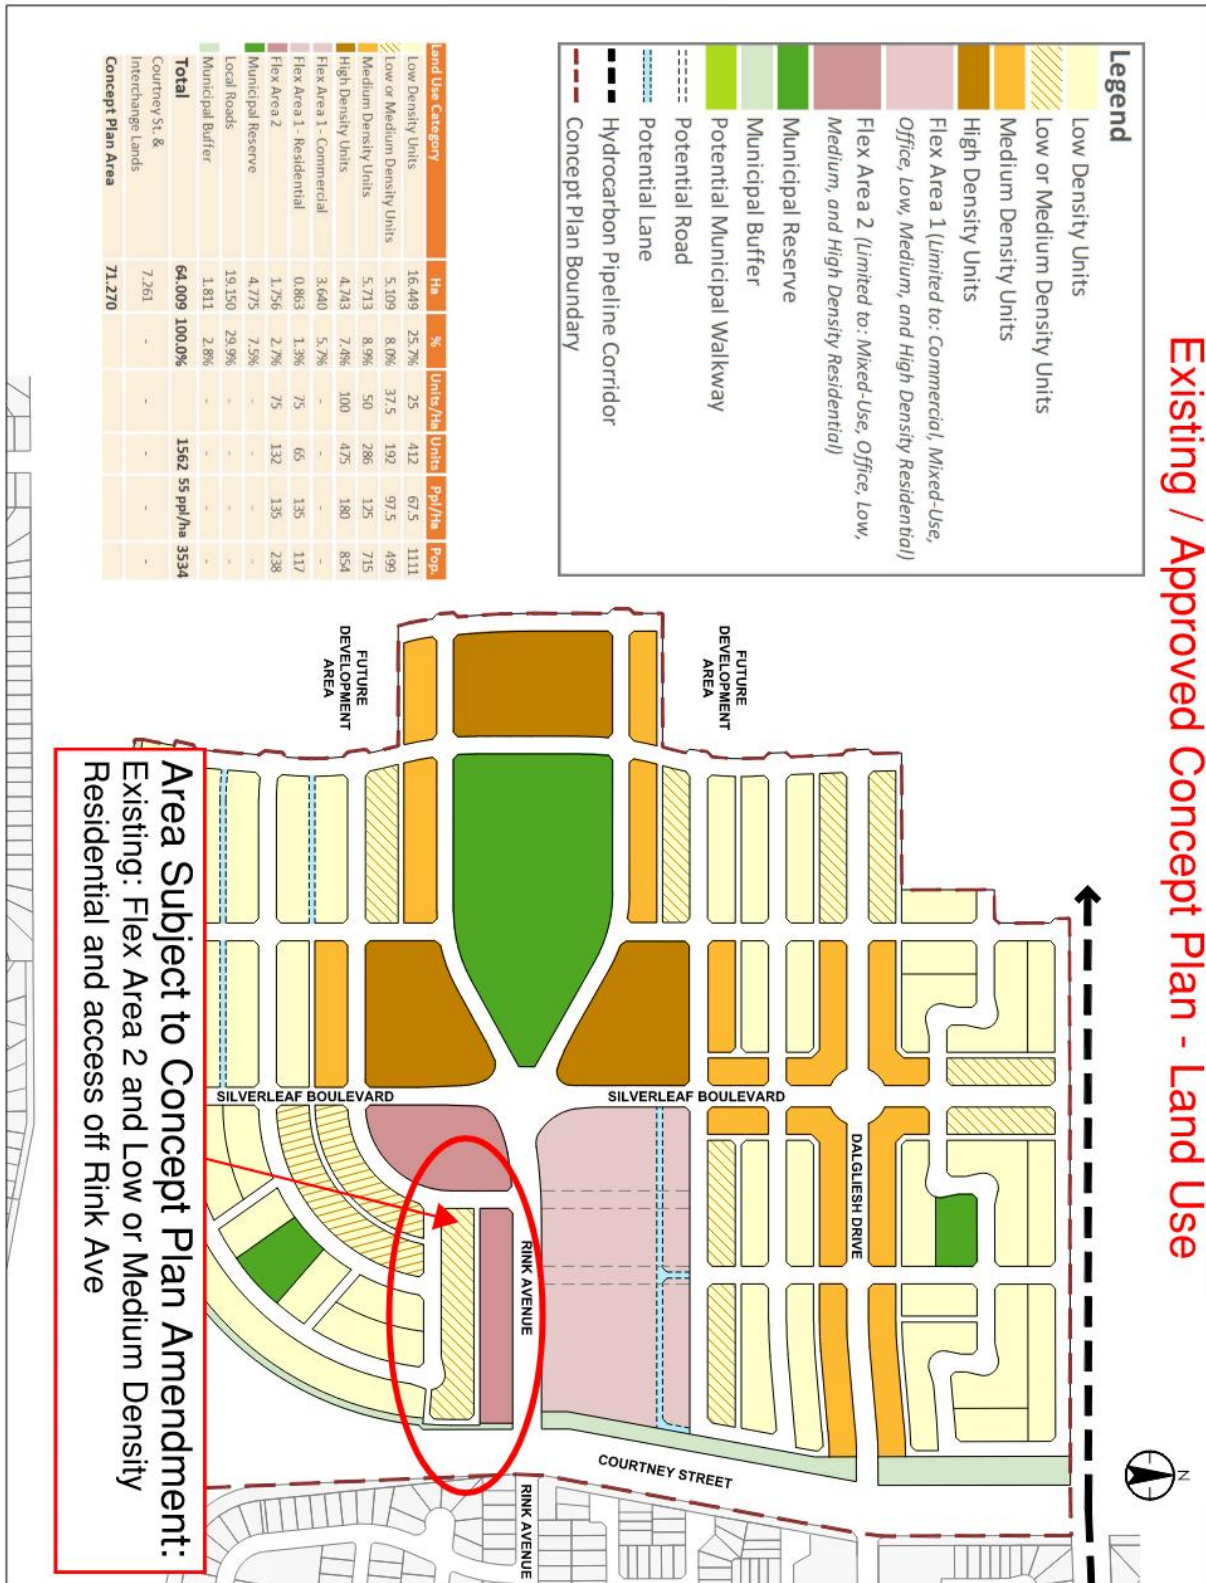 Existing / Approved Concept Plan - Land Use
Legend
Low Density Units
Low or Medium Density Units
Medium Density Units
High Density Units
Flex Area 1 (Limited to: Commercial, Mixed-Use,
Office, Low, Medium, and High Density Residential)
Flex Area 2 (Limited to: Mixed-Use, Office, Low,
Medium, and High Density Residential)
Municipal Reserve
Municipal Buffer
Potential Municipal Walkway
Potential Road
Potential Lane
Hydrocarbon Pipeline Corridor
Concept Plan Boundary
Land Use Category Ha % Units/Ha Units Ppl/Ha Pop.
Low Density Units 16.449 25.7% 25 412 67.5 1111
Low or Medium Density Units 5.109 8.0% 37.5 192 97.5 499
Medium Density Units 5.713 8.9% 50 286 125 715
High Density Units 4.743 7.4% 100 475 180 854
Flex Area 1 - Commercial 3.640 5.7% - - - -
Flex Area 1 - Residential 0.863 1.3% 75 65 135 117
Flex Area 2 1.756 2.7% 75 132 135 238
Municipal Reserve 4.775 7.5% - - - -
Local Roads 19.150 29.9% - - - -
Municipal Buffer 1.811 2.8% - - - -
Total 64.009 100.0% 1562 55 ppl/ha 3534
Courtney St. &
Interchange Lands 7.261 - - - - -
Concept Plan Area 71.270 - - - -
N
FUTURE
DEVELOPMENT
AREA
FUTURE
DEVELOPMENT
AREA
SILVERLEAF BOULEVARD
SILVERLEAF BOULEVARD
DALGLIESH DRIVE
RINK AVENUE
COURTNEY STREET
RINK AVENUE
Area Subject to Concept Plan Amendment:
Existing: Flex Area 2 and Low or Medium Density
Residential and access off Rink Ave